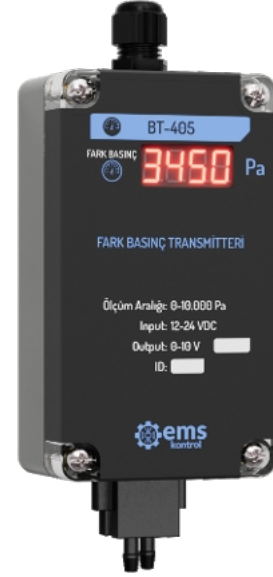 BT-405
FARK BASINÇ
3450 Pa
FARK BASINÇ TRANSMİTTERİ
Ölçüm Aralığı: 0-10.000 Pa
Input: 12-24 VDC
Output: 0-10 V
ID:
ems
kontrol